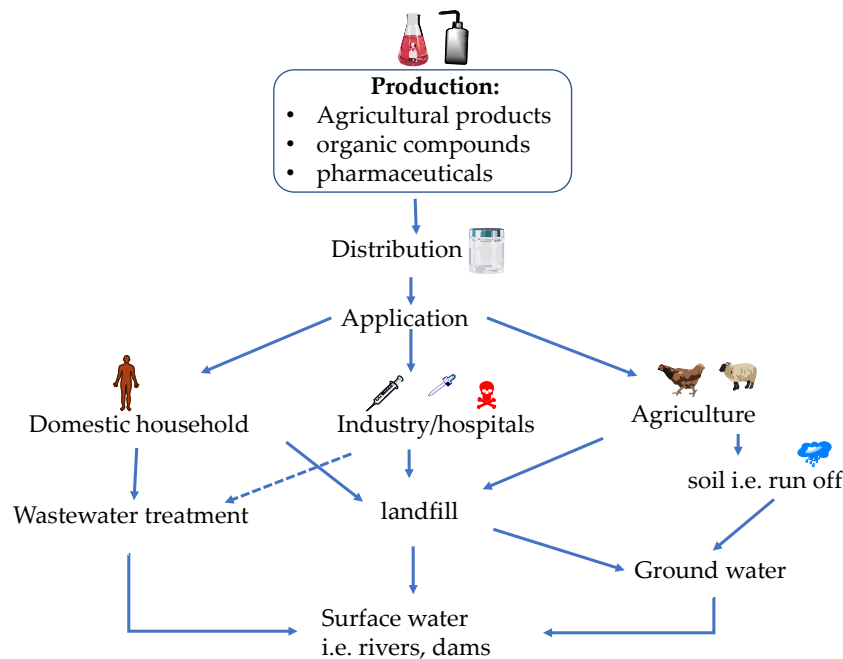 Production:
• Agricultural products
• organic compounds
• pharmaceuticals
Distribution
Application
Domestic household
Industry/hospitals
Agriculture
soil i.e. run off
Wastewater treatment
landfill
Ground water
Surface water
i.e. rivers, dams